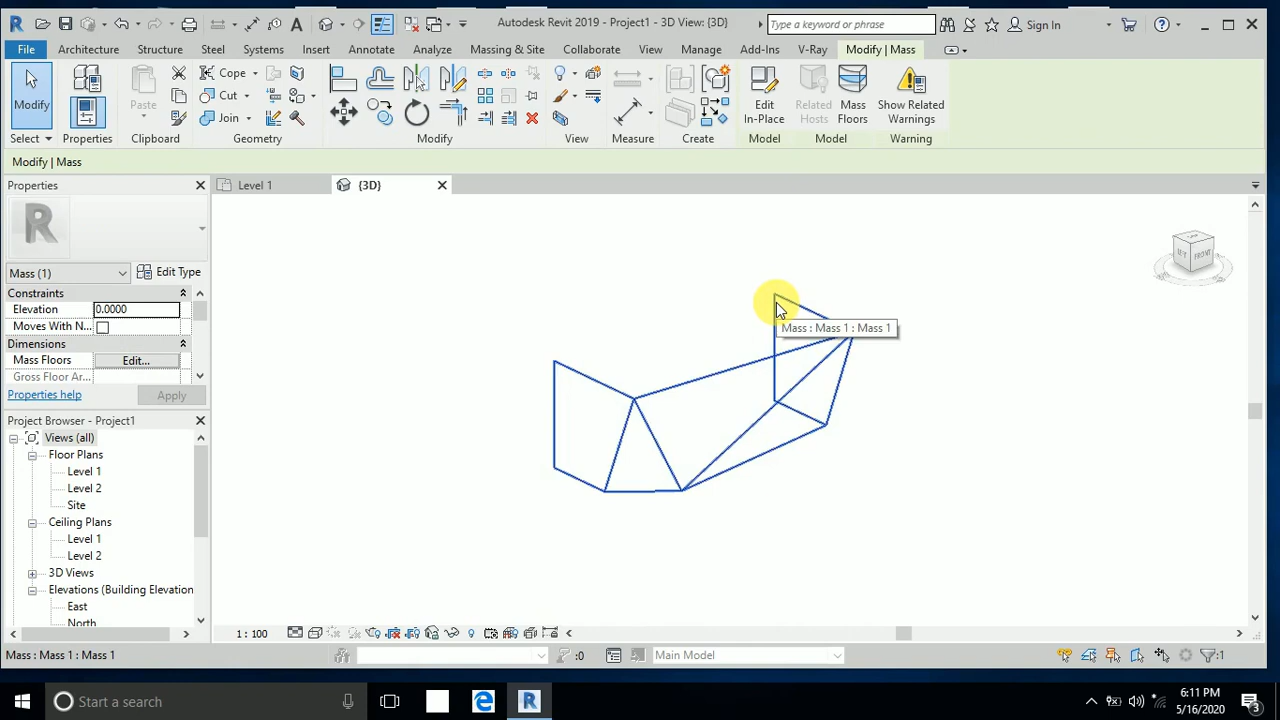 Autodesk Revit 2019 - Project1 - 3D View: {3D}
Type a keyword or phrase
Sign In
File Architecture Structure Steel Systems Insert Annotate Analyze Massing & Site Collaborate View Manage Add-Ins V-Ray Modify | Mass
Modify
Properties
Paste
Cope
Cut
Join
Edit In-Place
Related Hosts
Mass Floors
Show Related Warnings
Select Properties Clipboard Geometry Modify View Measure Create Model Model Warning
Modify | Mass
Properties
Level 1
{3D}
R
Mass (1)
Edit Type
Constraints
Elevation 0.0000
Moves With N...
Dimensions
Mass Floors Edit...
Gross Floor Ar...
Properties help
Apply
Project Browser - Project1
Views (all)
Floor Plans
Level 1
Level 2
Site
Ceiling Plans
Level 1
Level 2
3D Views
Elevations (Building Elevation
East
North
Mass : Mass 1 : Mass 1
LEFT
FRONT
1 : 100
Mass : Mass 1 : Mass 1
:0
Main Model
:1
Start a search
6:11 PM
5/16/2020
3